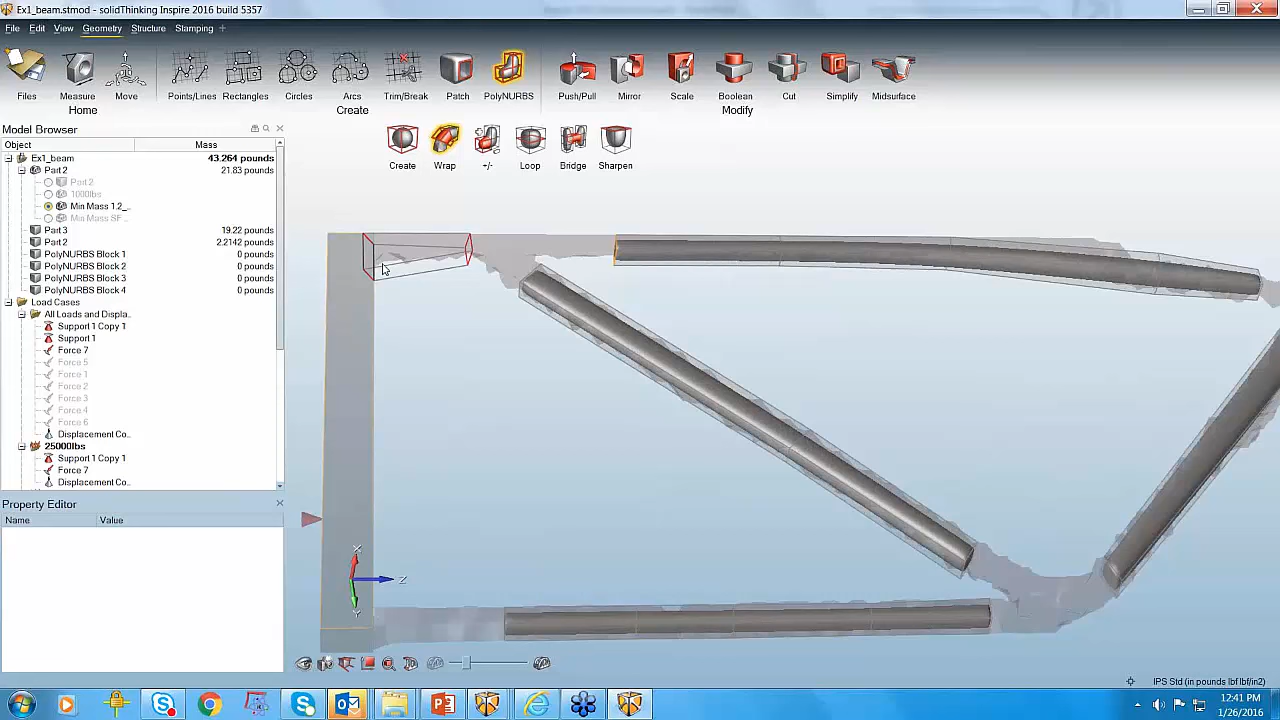 Ex1_beam.stmod - solidThinking Inspire 2016 build 5357
File Edit View Geometry Structure Stamping +
Files Measure Move Points/Lines Rectangles Circles Arcs Trim/Break Patch PolyNURBS Push/Pull Mirror Scale Boolean Cut Simplify Midsurface
Home Create Modify
Create Wrap +/- Loop Bridge Sharpen
Model Browser
Object Mass
Ex1_beam 43.264 pounds
Part 2 21.83 pounds
Part 2
1000lbs
Min Mass 1.2_..
Min Mass SF ..
Part 3 19.22 pounds
Part 2 2.2142 pounds
PolyNURBS Block 1 0 pounds
PolyNURBS Block 2 0 pounds
PolyNURBS Block 3 0 pounds
PolyNURBS Block 4 0 pounds
Load Cases
All Loads and Displa..
Support 1 Copy 1
Support 1
Force 7
Force 5
Force 1
Force 2
Force 3
Force 4
Force 6
Displacement Co..
25000lbs
Support 1 Copy 1
Force 7
Displacement Co..
Property Editor
Name Value
X
Z
Y
IPS Std (in pounds lbf lbf/in2)
12:41 PM
1/26/2016